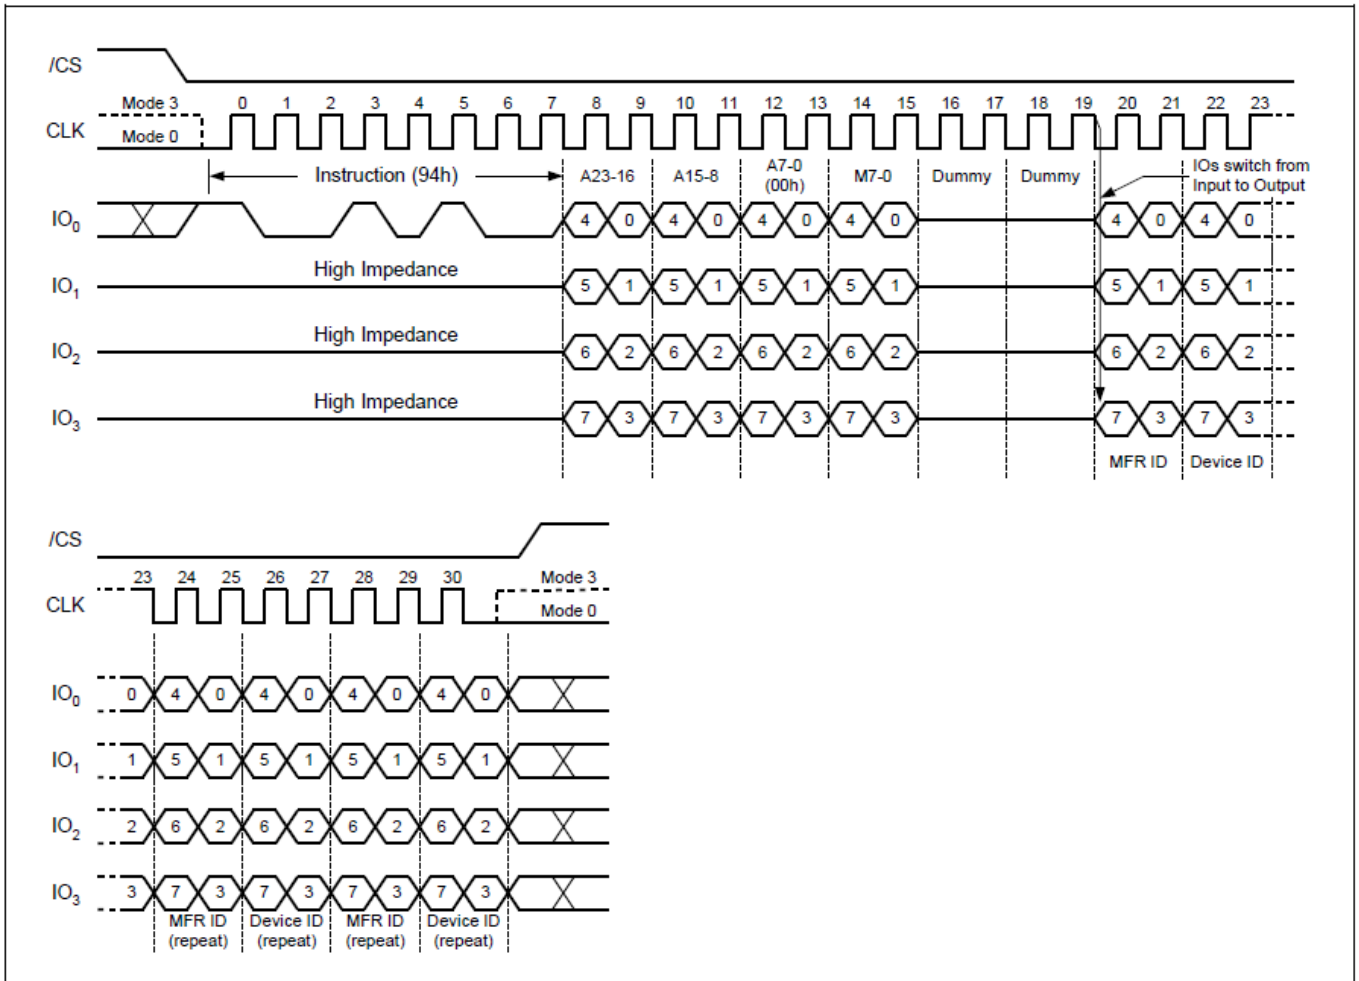 /CS
Mode 3 0 1 2 3 4 5 6 7 8 9 10 11 12 13 14 15 16 17 18 19 20 21 22 23
CLK Mode 0
Instruction (94h) A23-16 A15-8 A7-0 (00h) M7-0 Dummy Dummy IOs switch from Input to Output
IO0 4 0 4 0 4 0 4 0 4 0 4 0
High Impedance
IO1 5 1 5 1 5 1 5 1 5 1 5 1
High Impedance
IO2 6 2 6 2 6 2 6 2 6 2 6 2
High Impedance
IO3 7 3 7 3 7 3 7 3 7 3 7 3
MFR ID Device ID
/CS
23 24 25 26 27 28 29 30 Mode 3
CLK Mode 0
IO0 0 4 0 4 0 4 0 4 0
IO1 1 5 1 5 1 5 1 5 1
IO2 2 6 2 6 2 6 2 6 2
IO3 3 7 3 7 3 7 3 7 3
MFR ID Device ID MFR ID Device ID
(repeat) (repeat) (repeat) (repeat)